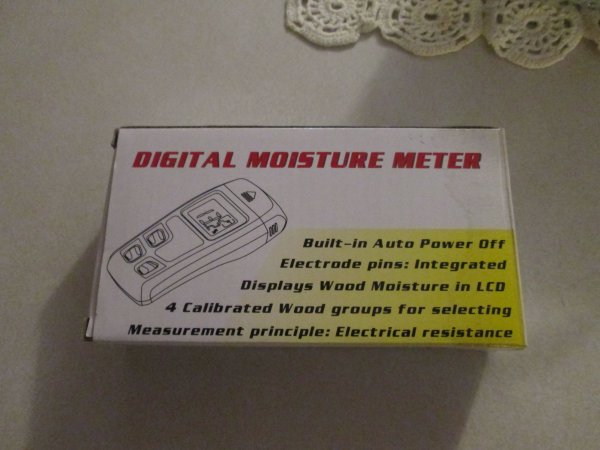 DIGITAL MOISTURE METER
Built-in Auto Power Off
Electrode pins: Integrated
Displays Wood Moisture in LCD
4 Calibrated Wood groups for selecting
Measurement principle: Electrical resistance